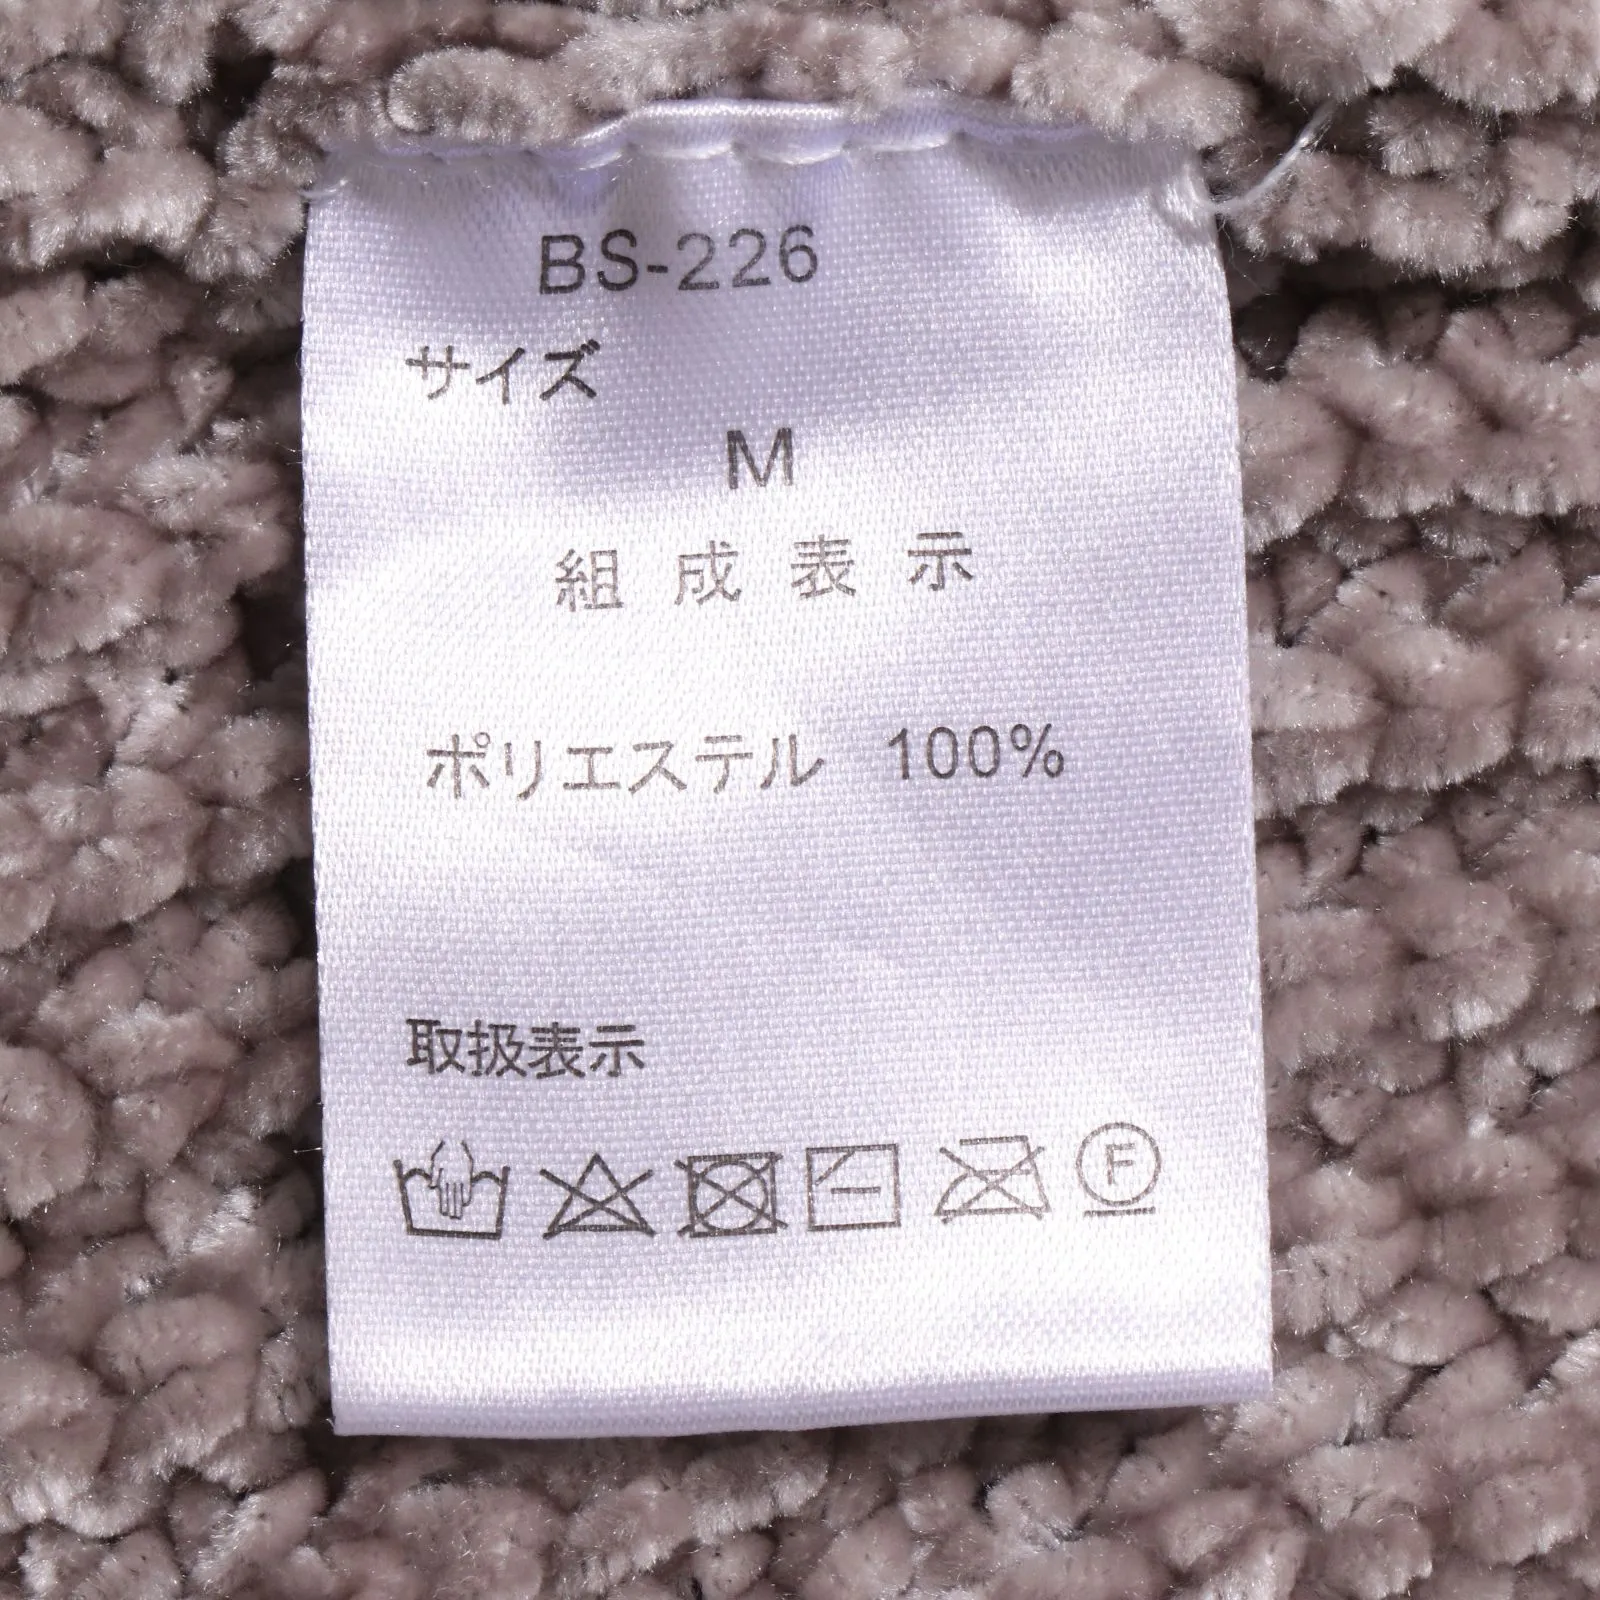 BS-226
サイズ
M
組成表示
ポリエステル 100%
取扱表示
F